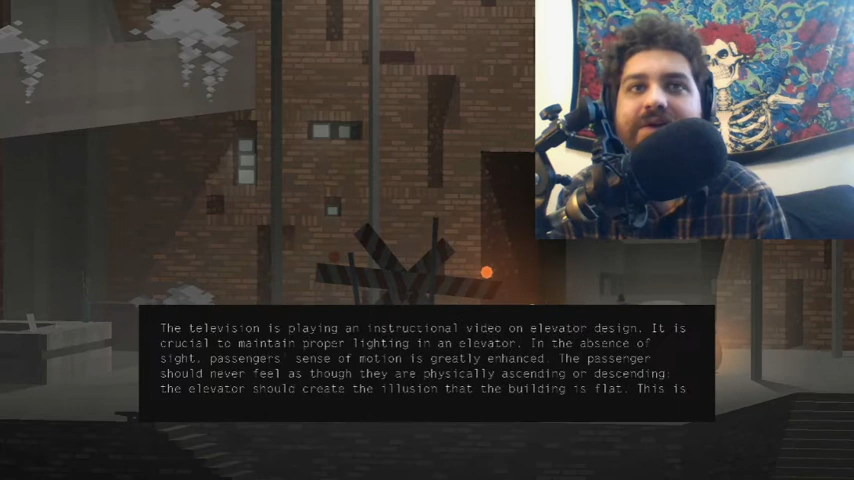 The television is playing an instructional video on elevator design. It is
crucial to maintain proper lighting in an elevator. In the absence of
sight, passengers' sense of motion is greatly enhanced. The passenger
should never feel as though they are physically ascending or descending;
the elevator should create the illusion that the building is flat. This is